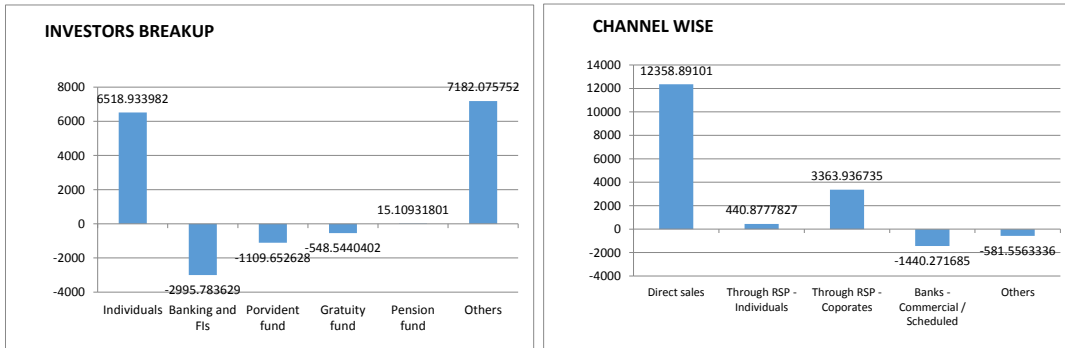 INVESTORS BREAKUP
8000
6000
4000
2000
0
-2000
-4000
6518.933982
-2995.783629
-1109.652628
-548.5440402
15.10931801
7182.075752
Individuals
Banking and
FIs
Porvident
fund
Gratuity
fund
Pension
fund
Others
CHANNEL WISE
14000
12000
10000
8000
6000
4000
2000
0
-2000
-4000
12358.89101
440.8777827
3363.936735
-1440.271685
-581.5563336
Direct sales
Through RSP -
Individuals
Through RSP -
Coporates
Banks -
Commercial /
Scheduled
Others